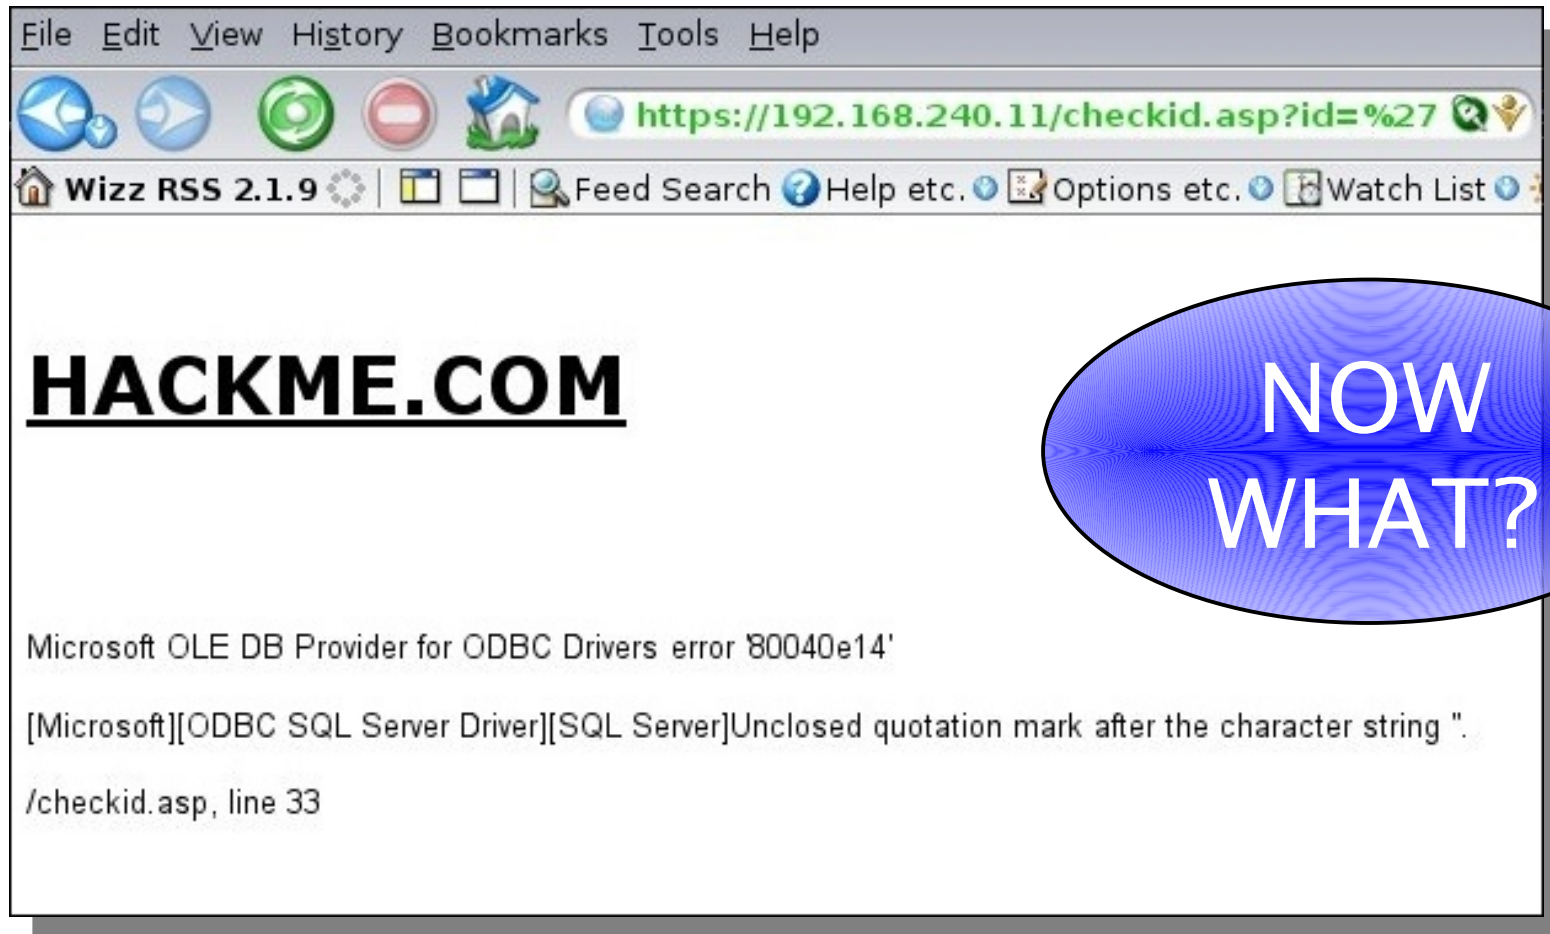 File Edit View History Bookmarks Tools Help
https://192.168.240.11/checkid.asp?id=%27
Wizz RSS 2.1.9 Feed Search Help etc. Options etc. Watch List
HACKME.COM
NOW
WHAT?
Microsoft OLE DB Provider for ODBC Drivers error '80040e14'
[Microsoft][ODBC SQL Server Driver][SQL Server]Unclosed quotation mark after the character string ''.
/checkid.asp, line 33